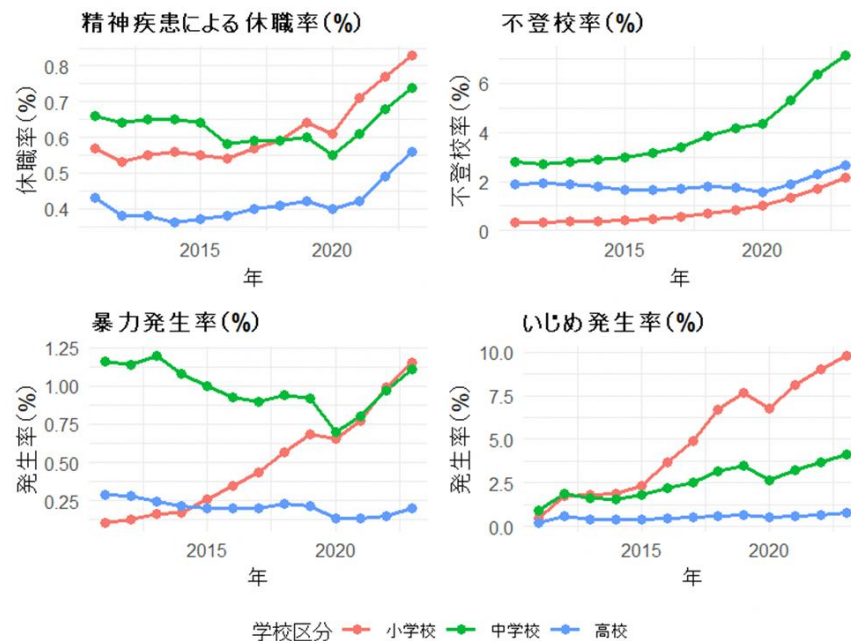 精神疾患による休職率(%)
休職率(%)
0.8
0.7
0.6
0.5
0.4
2015 2020
年
不登校率(%)
不登校率(%)
6
4
2
0
2015 2020
年
暴力発生率(%)
発生率(%)
1.25
1.00
0.75
0.50
0.25
2015 2020
年
いじめ発生率(%)
発生率(%)
10.0
7.5
5.0
2.5
0.0
2015 2020
年
学校区分 小学校 中学校 高校